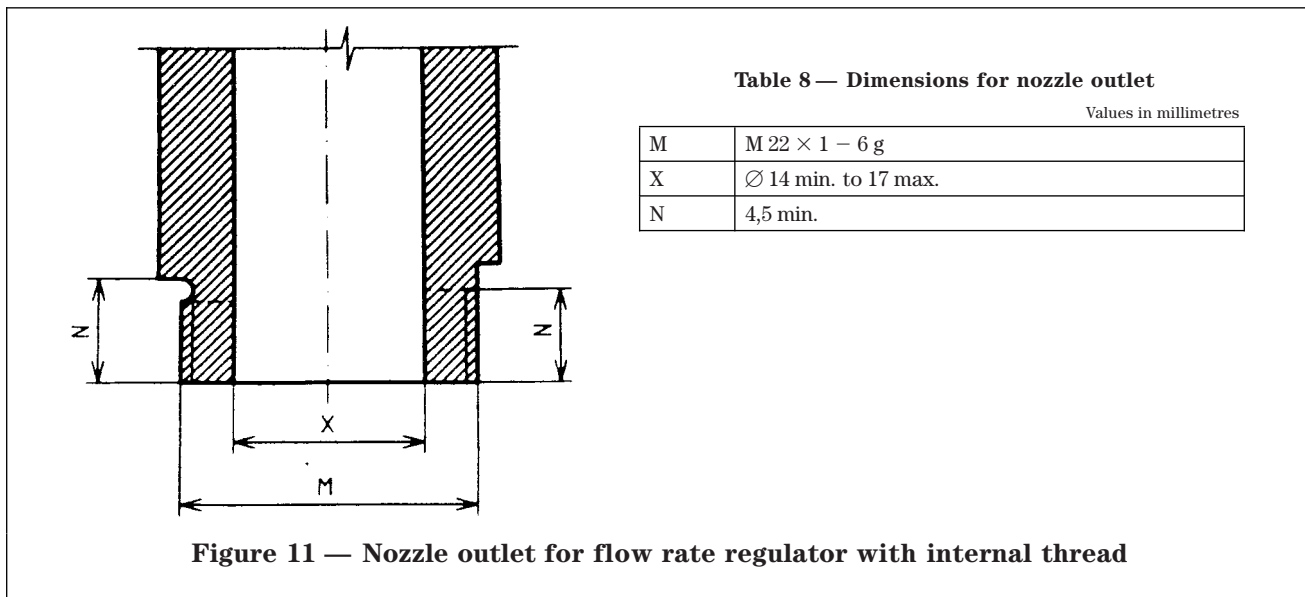 Table 8 — Dimensions for nozzle outlet
Values in millimetres
M M 22 × 1 − 6 g
X ∅ 14 min. to 17 max.
N 4,5 min.
N
N
X
M
Figure 11 — Nozzle outlet for flow rate regulator with internal thread